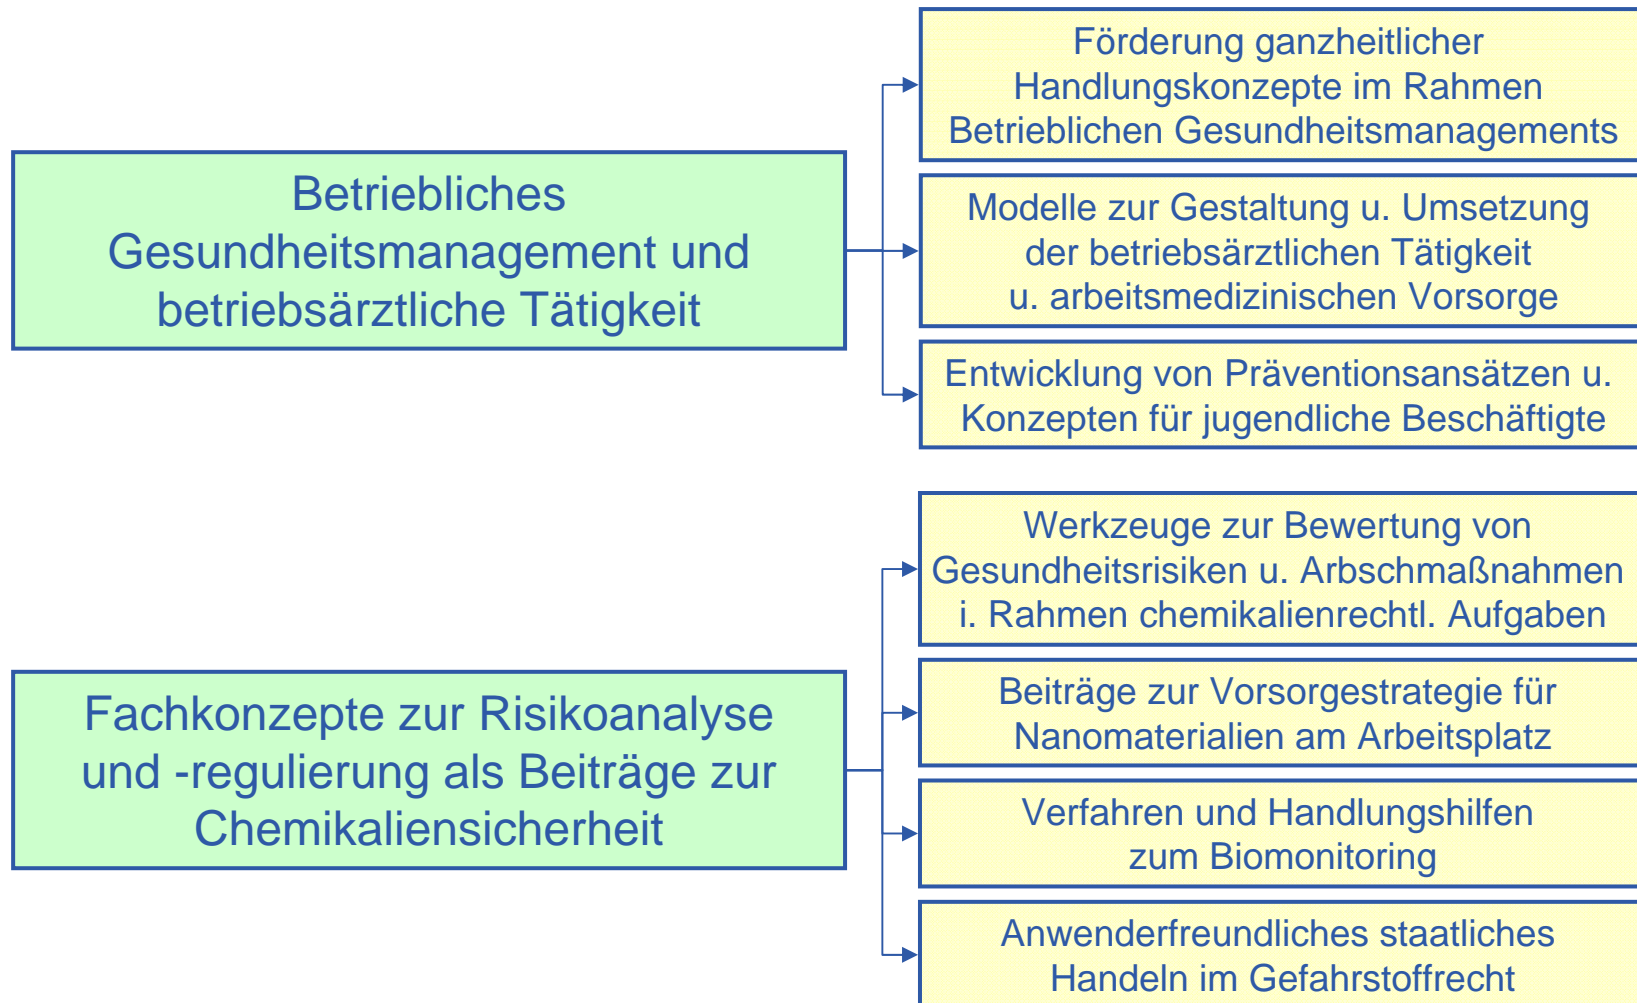 Betriebliches
Gesundheitsmanagement und
betriebsärztliche Tätigkeit
Förderung ganzheitlicher
Handlungskonzepte im Rahmen
Betrieblichen Gesundheitsmanagements
Modelle zur Gestaltung u. Umsetzung
der betriebsärztlichen Tätigkeit
u. arbeitsmedizinischen Vorsorge
Entwicklung von Präventionsansätzen u.
Konzepten für jugendliche Beschäftigte
Fachkonzepte zur Risikoanalyse
und -regulierung als Beiträge zur
Chemikaliensicherheit
Werkzeuge zur Bewertung von
Gesundheitsrisiken u. Arbschmaßnahmen
i. Rahmen chemikalienrechtl. Aufgaben
Beiträge zur Vorsorgestrategie für
Nanomaterialien am Arbeitsplatz
Verfahren und Handlungshilfen
zum Biomonitoring
Anwenderfreundliches staatliches
Handeln im Gefahrstoffrecht